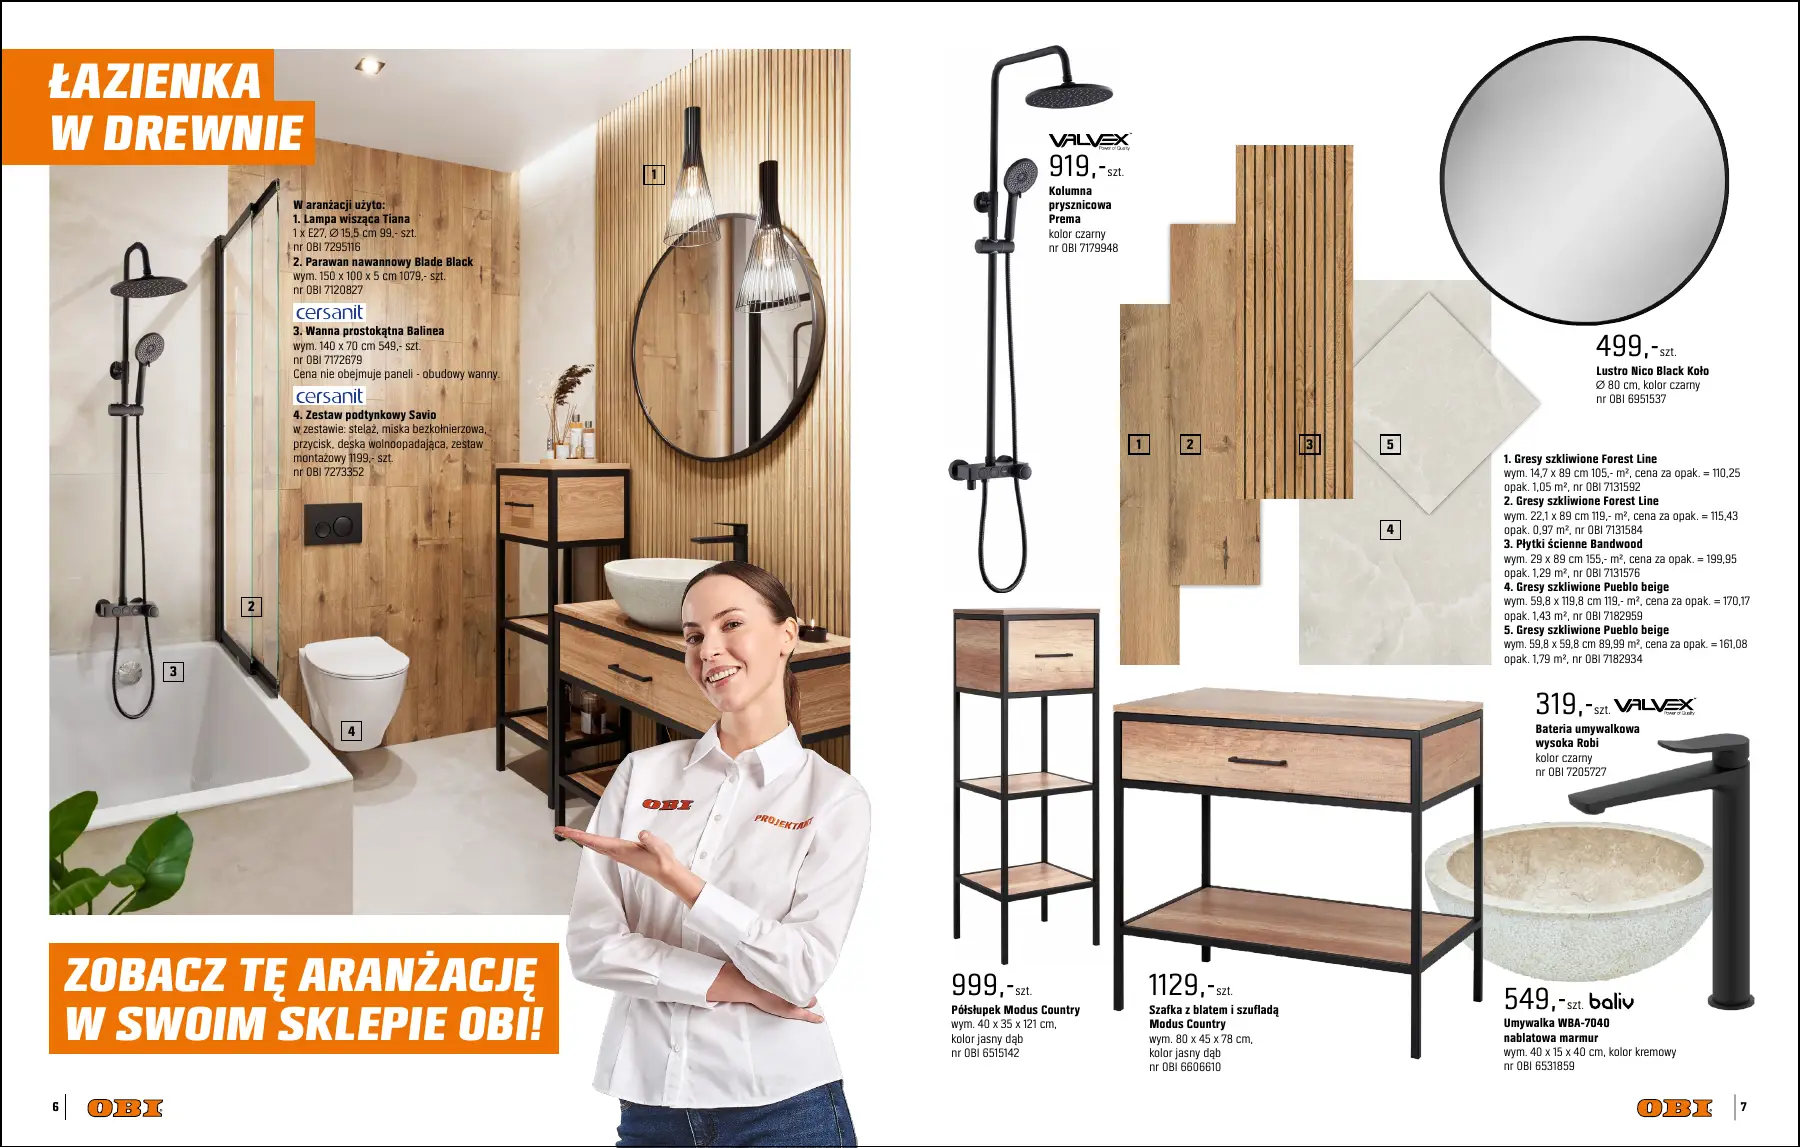 ŁAZIENKA
W DREWNIE
W aranżacji użyto:
1. Lampa wisząca Tiana
1 x E27, Ø 15,5 cm 99,- szt.
nr OBI 7295116
2. Parawan nawannowy Blade Black
wym. 150 x 100 x 5 cm 1079,- szt.
nr OBI 7120827
cersanit
3. Wanna prostokątna Balinea
wym. 140 x 70 cm 549,- szt.
nr OBI 7172679
Cena nie obejmuje paneli - obudowy wanny.
cersanit
4. Zestaw podtynkowy Savio
w zestawie: stelaż, miska bezkołnierzowa,
przycisk, deska wolnoopadająca, zestaw
montażowy 1199,- szt.
nr OBI 7273352
1
2
3
4
OBI
PROJEKTANT
ZOBACZ TĘ ARANŻACJĘ
W SWOIM SKLEPIE OBI!
6
OBI
VALVEX
Power of Quality
919,-szt.
Kolumna
prysznicowa
Prema
kolor czarny
nr OBI 7179948
1
2
3
5
4
499,-szt.
Lustro Nico Black Koło
Ø 80 cm, kolor czarny
nr OBI 6951537
1. Gresy szkliwione Forest Line
wym. 14,7 x 89 cm 105,- m², cena za opak. = 110,25
opak. 1,05 m², nr OBI 7131592
2. Gresy szkliwione Forest Line
wym. 22,1 x 89 cm 119,- m², cena za opak. = 115,43
opak. 0,97 m², nr OBI 7131584
3. Płytki ścienne Bandwood
wym. 29 x 89 cm 155,- m², cena za opak. = 199,95
opak. 1,29 m², nr OBI 7131576
4. Gresy szkliwione Pueblo beige
wym. 59,8 x 119,8 cm 119,- m², cena za opak. = 170,17
opak. 1,43 m², nr OBI 7182959
5. Gresy szkliwione Pueblo beige
wym. 59,8 x 59,8 cm 89,99 m², cena za opak. = 161,08
opak. 1,79 m², nr OBI 7182934
319,-szt. VALVEX
Power of Quality
Bateria umywalkowa
wysoka Robi
kolor czarny
nr OBI 7205727
999,-szt.
Półsłupek Modus Country
wym. 40 x 35 x 121 cm,
kolor jasny dąb
nr OBI 6515142
1129,-szt.
Szafka z blatem i szufladą
Modus Country
wym. 80 x 45 x 78 cm,
kolor jasny dąb
nr OBI 6606610
549,-szt. baliv
Umywalka WBA-7040
nablatowa marmur
wym. 40 x 15 x 40 cm, kolor kremowy
nr OBI 6531859
OBI
7